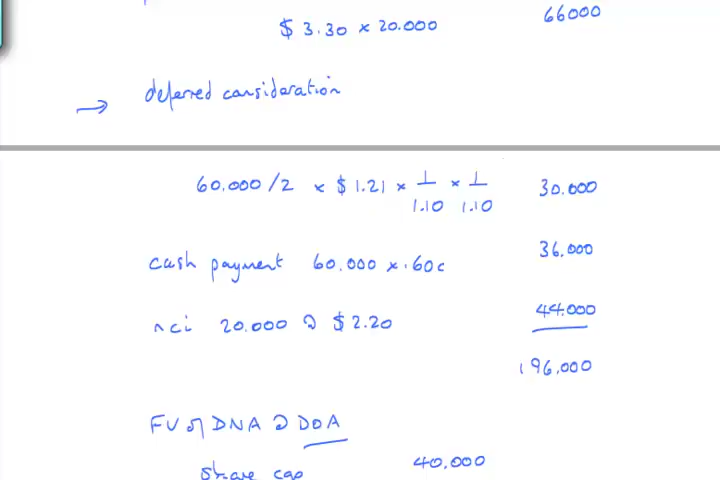 $ 3.30 × 20.000 66000
→ deferred consideration
60.000 /2 × $ 1.21 × 1/1.10 × 1/1.10 30.000
cash payment 60.000 × .60c 36,000
nci 20.000 @ $2.20 44.000
196,000
FV of DNA @ DOA
share cap 40,000